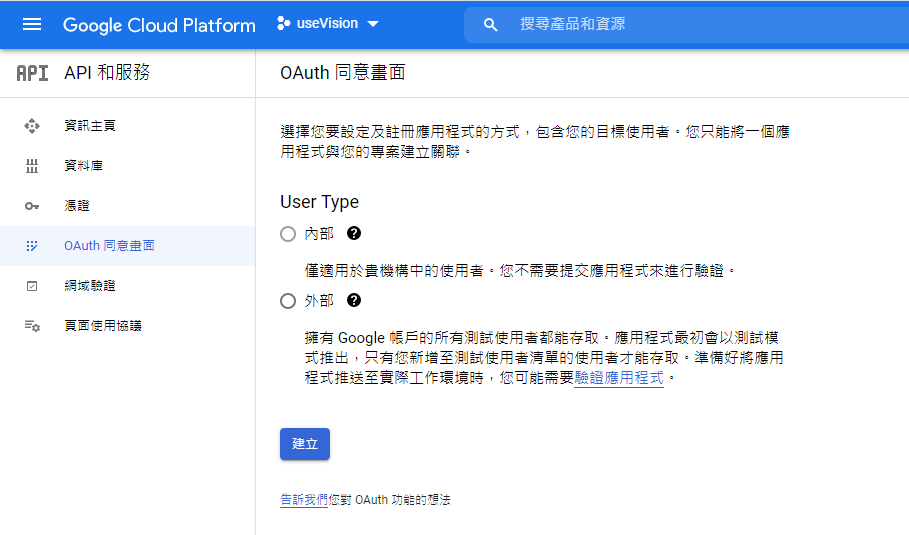 Google Cloud Platform
useVision
搜尋產品和資源
API
API 和服務
OAuth 同意畫面
資訊主頁
資料庫
憑證
OAuth 同意畫面
網域驗證
頁面使用協議
選擇您要設定及註冊應用程式的方式，包含您的目標使用者。您只能將一個應
用程式與您的專案建立關聯。
User Type
內部
僅適用於貴機構中的使用者。您不需要提交應用程式來進行驗證。
外部
擁有 Google 帳戶的所有測試使用者都能存取。應用程式最初會以測試模
式推出，只有您新增至測試使用者清單的使用者才能存取。準備好將應用
程式推送至實際工作環境時，您可能需要驗證應用程式。
建立
告訴我們您對 OAuth 功能的想法